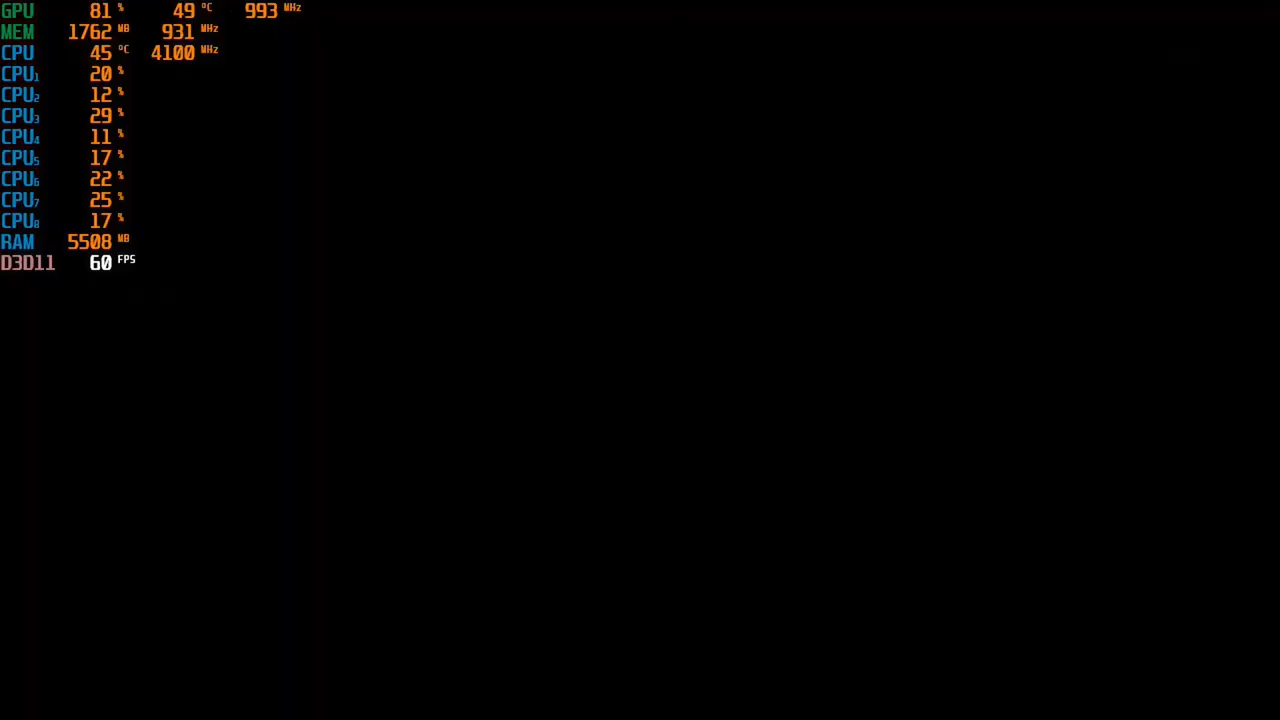 GPU 81 % 49 °C 993 MHz
MEM 1762 MB 931 MHz
CPU 45 °C 4100 MHz
CPU1 20 %
CPU2 12 %
CPU3 29 %
CPU4 11 %
CPU5 17 %
CPU6 22 %
CPU7 25 %
CPU8 17 %
RAM 5508 MB
D3D11 60 FPS